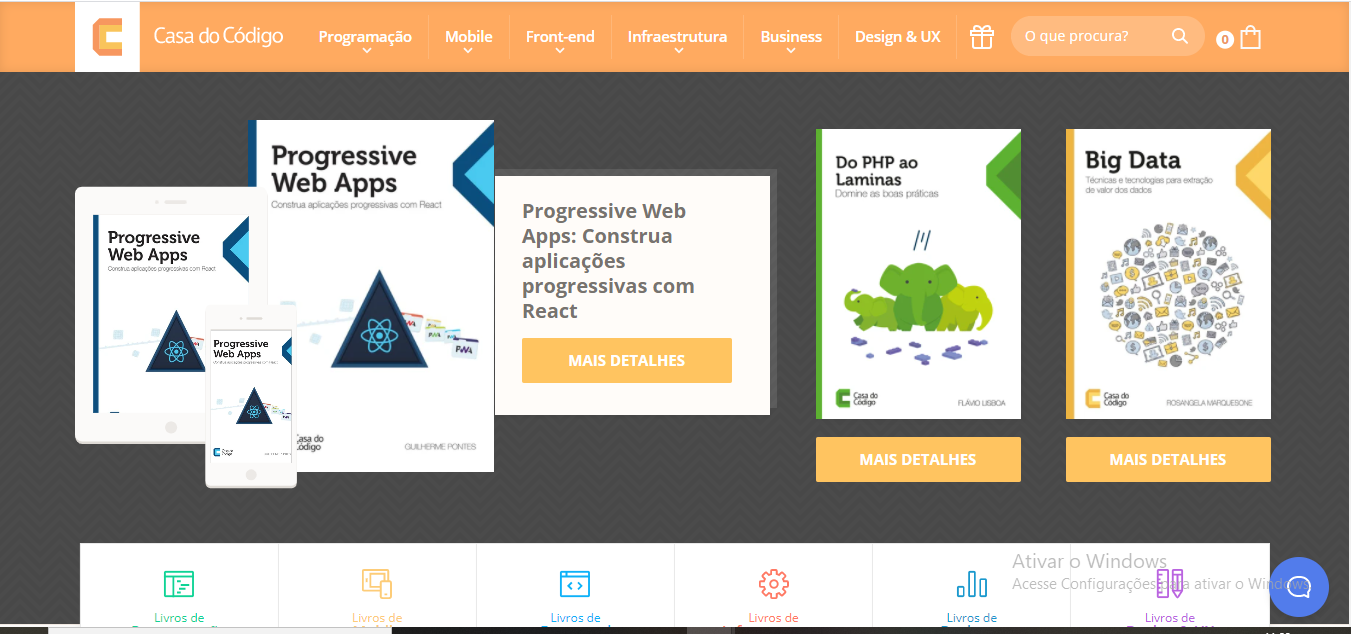 Casa do Código
Programação
Mobile
Front-end
Infraestrutura
Business
Design & UX
O que procura?
0
Progressive
Web Apps
Construa aplicações progressivas com React
PWA
Casa do
Código
GUILHERME PONTES
Progressive
Web Apps
Construa aplicações progressivas com React
Progressive
Web Apps
Construa aplicações progressivas com React
Progressive Web
Apps: Construa
aplicações
progressivas com
React
MAIS DETALHES
Do PHP ao
Laminas
Domine as boas práticas
Casa do
Código
FLÁVIO LISBOA
MAIS DETALHES
Big Data
Técnicas e tecnologias para extração
de valor dos dados
Casa do
Código
ROSANGELA MARQUESONE
MAIS DETALHES
Livros de
Livros de
Livros de
Livros de
Livros de
Livros de
Ativar o Windows
Acesse Configurações para ativar o Windows.